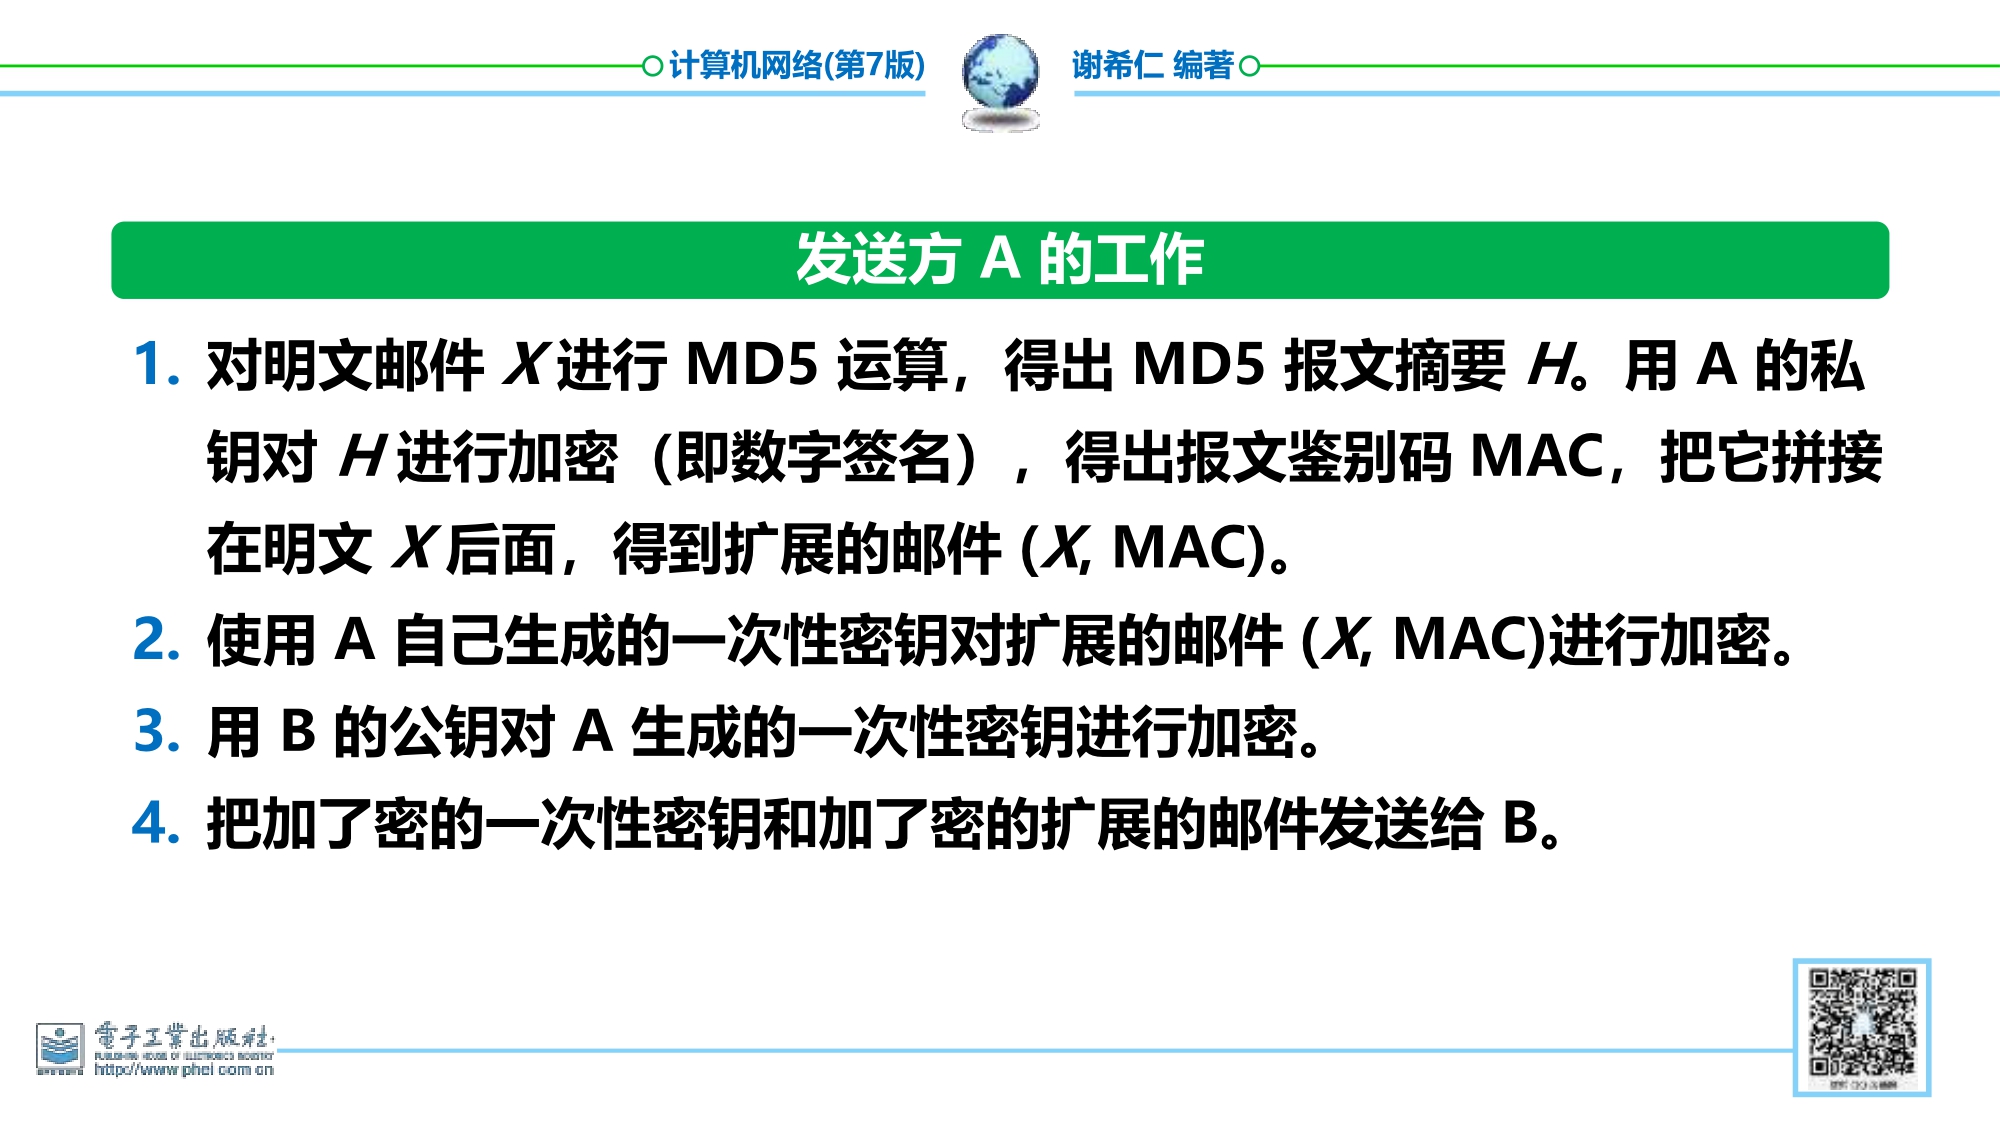 计算机网络(第7版)
谢希仁 编著
发送方 A 的工作
1. 对明文邮件 X 进行 MD5 运算，得出 MD5 报文摘要 H。用 A 的私
钥对 H 进行加密（即数字签名），得出报文鉴别码 MAC，把它拼接
在明文 X 后面，得到扩展的邮件 (X, MAC)。
2. 使用 A 自己生成的一次性密钥对扩展的邮件 (X, MAC)进行加密。
3. 用 B 的公钥对 A 生成的一次性密钥进行加密。
4. 把加了密的一次性密钥和加了密的扩展的邮件发送给 B。
電子工業出版社
PUBLISHING HOUSE OF ELECTRONICS INDUSTRY
http://www.phei.com.cn